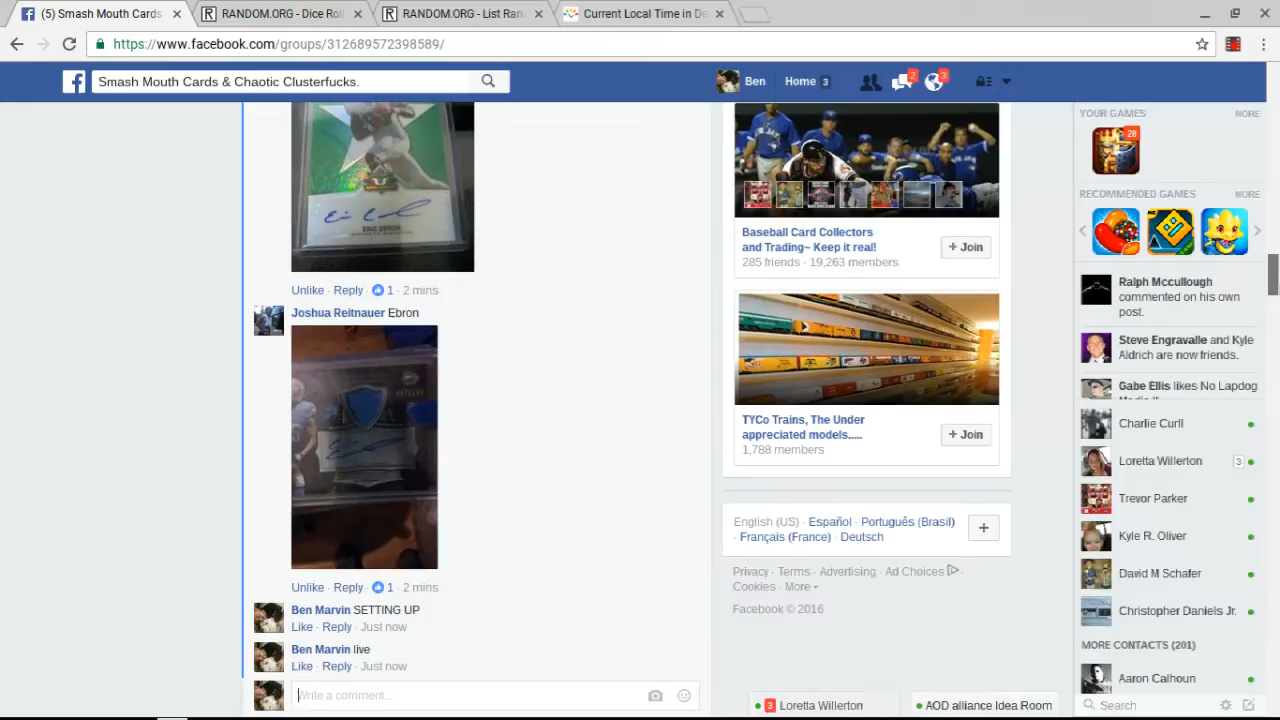 (5) Smash Mouth Cards
RANDOM.ORG - Dice Roll
RANDOM.ORG - List Ran
Current Local Time in De
https://www.facebook.com/groups/312689572398589/
Smash Mouth Cards & Chaotic Clusterfucks.
Ben
Home 3
2
3
YOUR GAMES
MORE
28
RECOMMENDED GAMES
MORE
ERIC EBRON
Unlike · Reply · 1 · 2 mins
Joshua Reitnauer Ebron
Unlike · Reply · 1 · 2 mins
Ben Marvin SETTING UP
Like · Reply · Just now
Ben Marvin live
Like · Reply · Just now
Write a comment...
Baseball Card Collectors
and Trading~ Keep it real!
285 friends · 19,263 members
+ Join
TYCo Trains, The Under
appreciated models.....
1,788 members
+ Join
English (US) · Español · Português (Brasil)
· Français (France) · Deutsch
+
Privacy · Terms · Advertising · Ad Choices ·
Cookies · More
Facebook © 2016
3 Loretta Willerton
AOD alliance Idea Room
Ralph Mccullough
commented on his own
post.
Steve Engravalle and Kyle
Aldrich are now friends.
Gabe Ellis likes No Lapdog
Charlie Curll
Loretta Willerton 3
Trevor Parker
Kyle R. Oliver
David M Schafer
Christopher Daniels Jr.
MORE CONTACTS (201)
Aaron Calhoun
Search